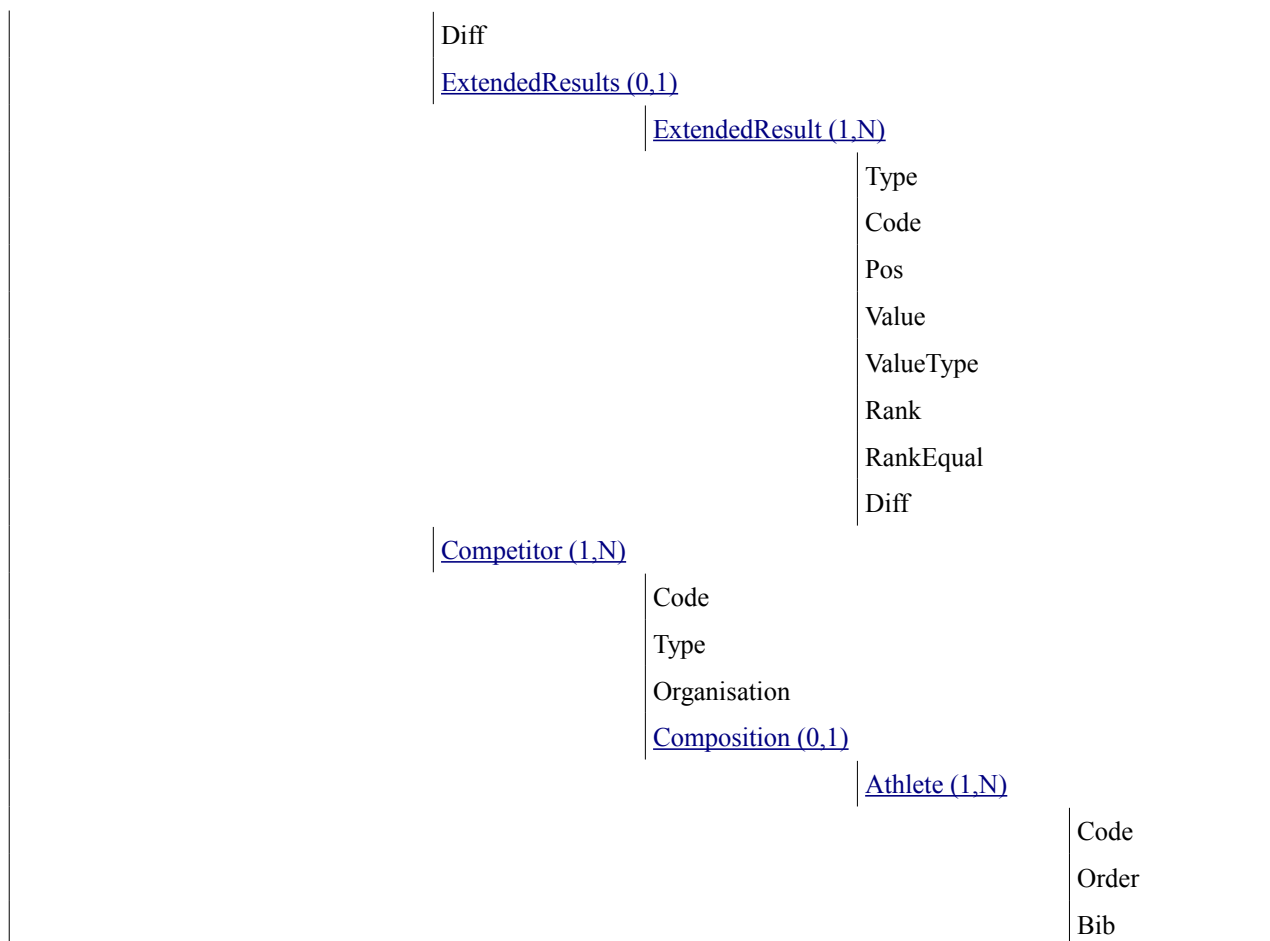 Diff
ExtendedResults (0,1)
ExtendedResult (1,N)
Type
Code
Pos
Value
ValueType
Rank
RankEqual
Diff
Competitor (1,N)
Code
Type
Organisation
Composition (0,1)
Athlete (1,N)
Code
Order
Bib